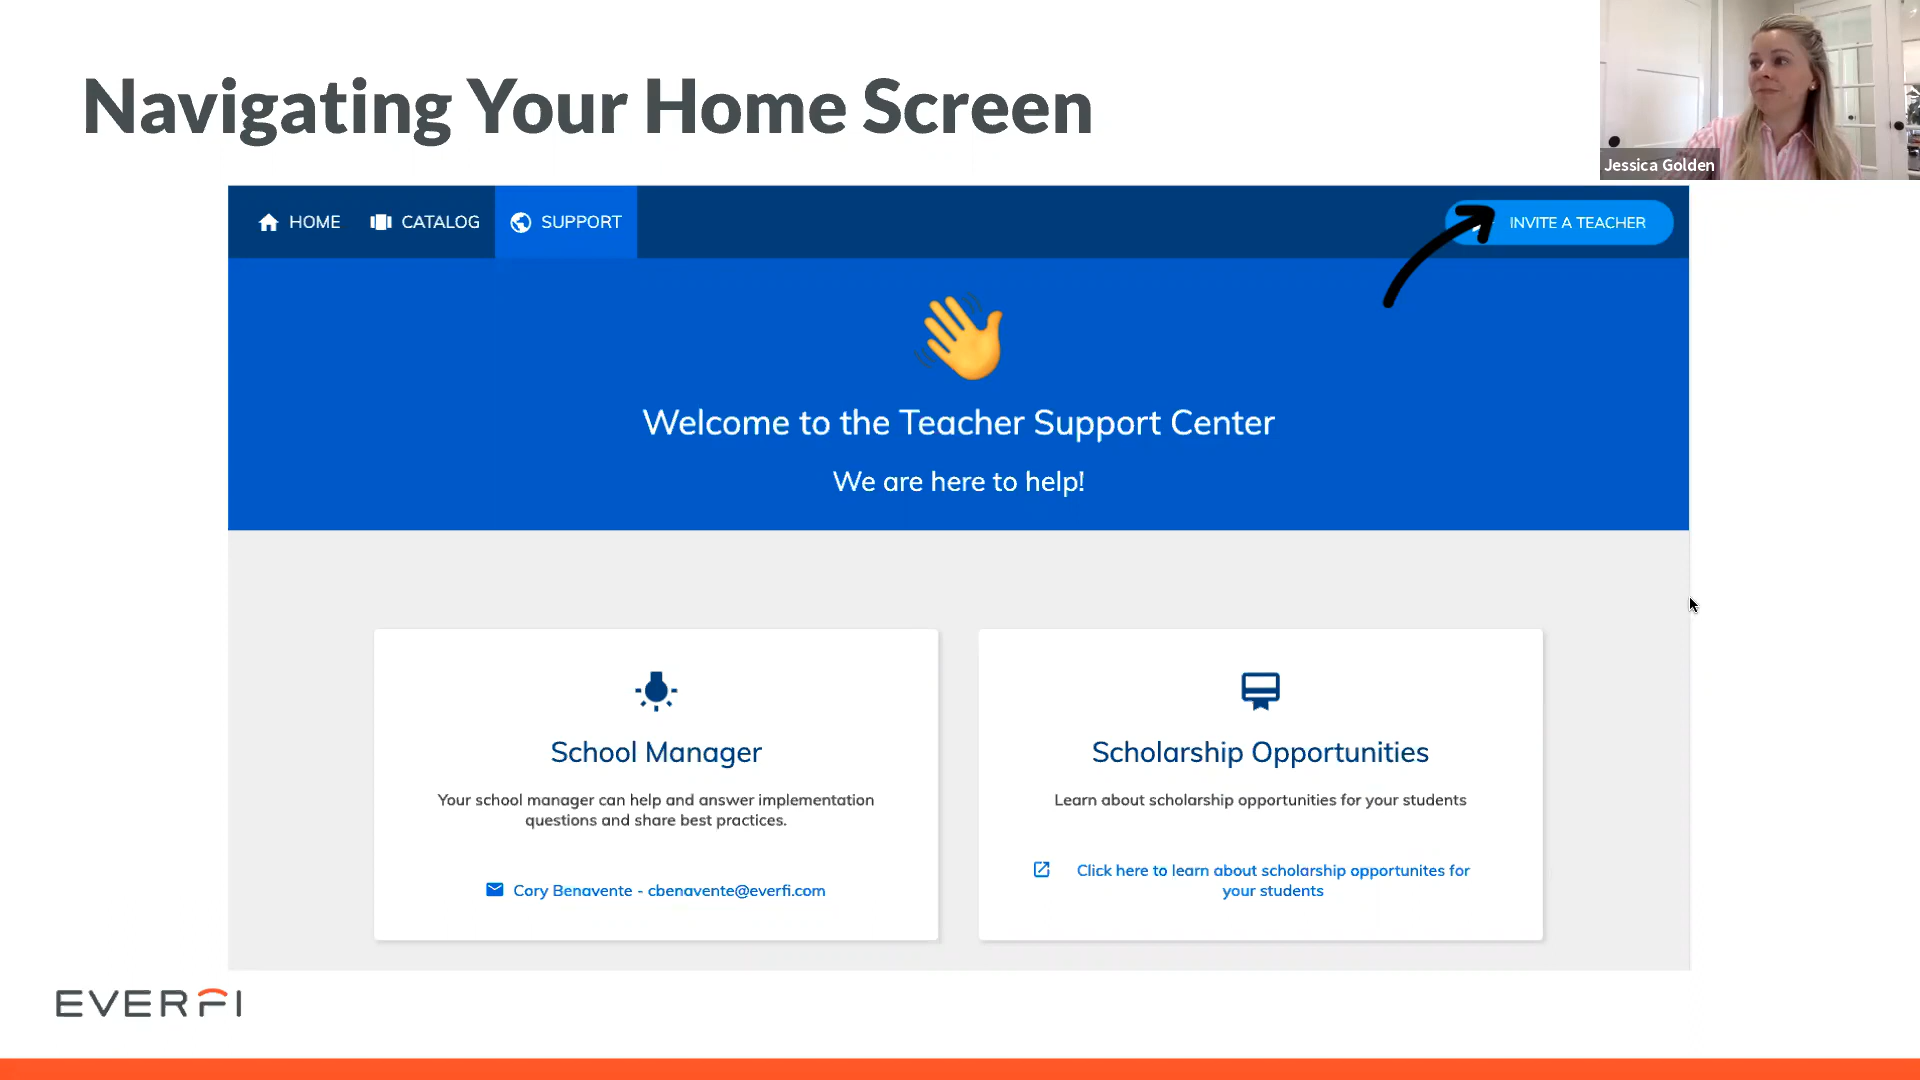 Navigating Your Home Screen
Jessica Golden
HOME
CATALOG
SUPPORT
INVITE A TEACHER
Welcome to the Teacher Support Center
We are here to help!
School Manager
Your school manager can help and answer implementation
questions and share best practices.
Cory Benavente - cbenavente@everfi.com
Scholarship Opportunities
Learn about scholarship opportunities for your students
Click here to learn about scholarship opportunites for
your students
EVERFI